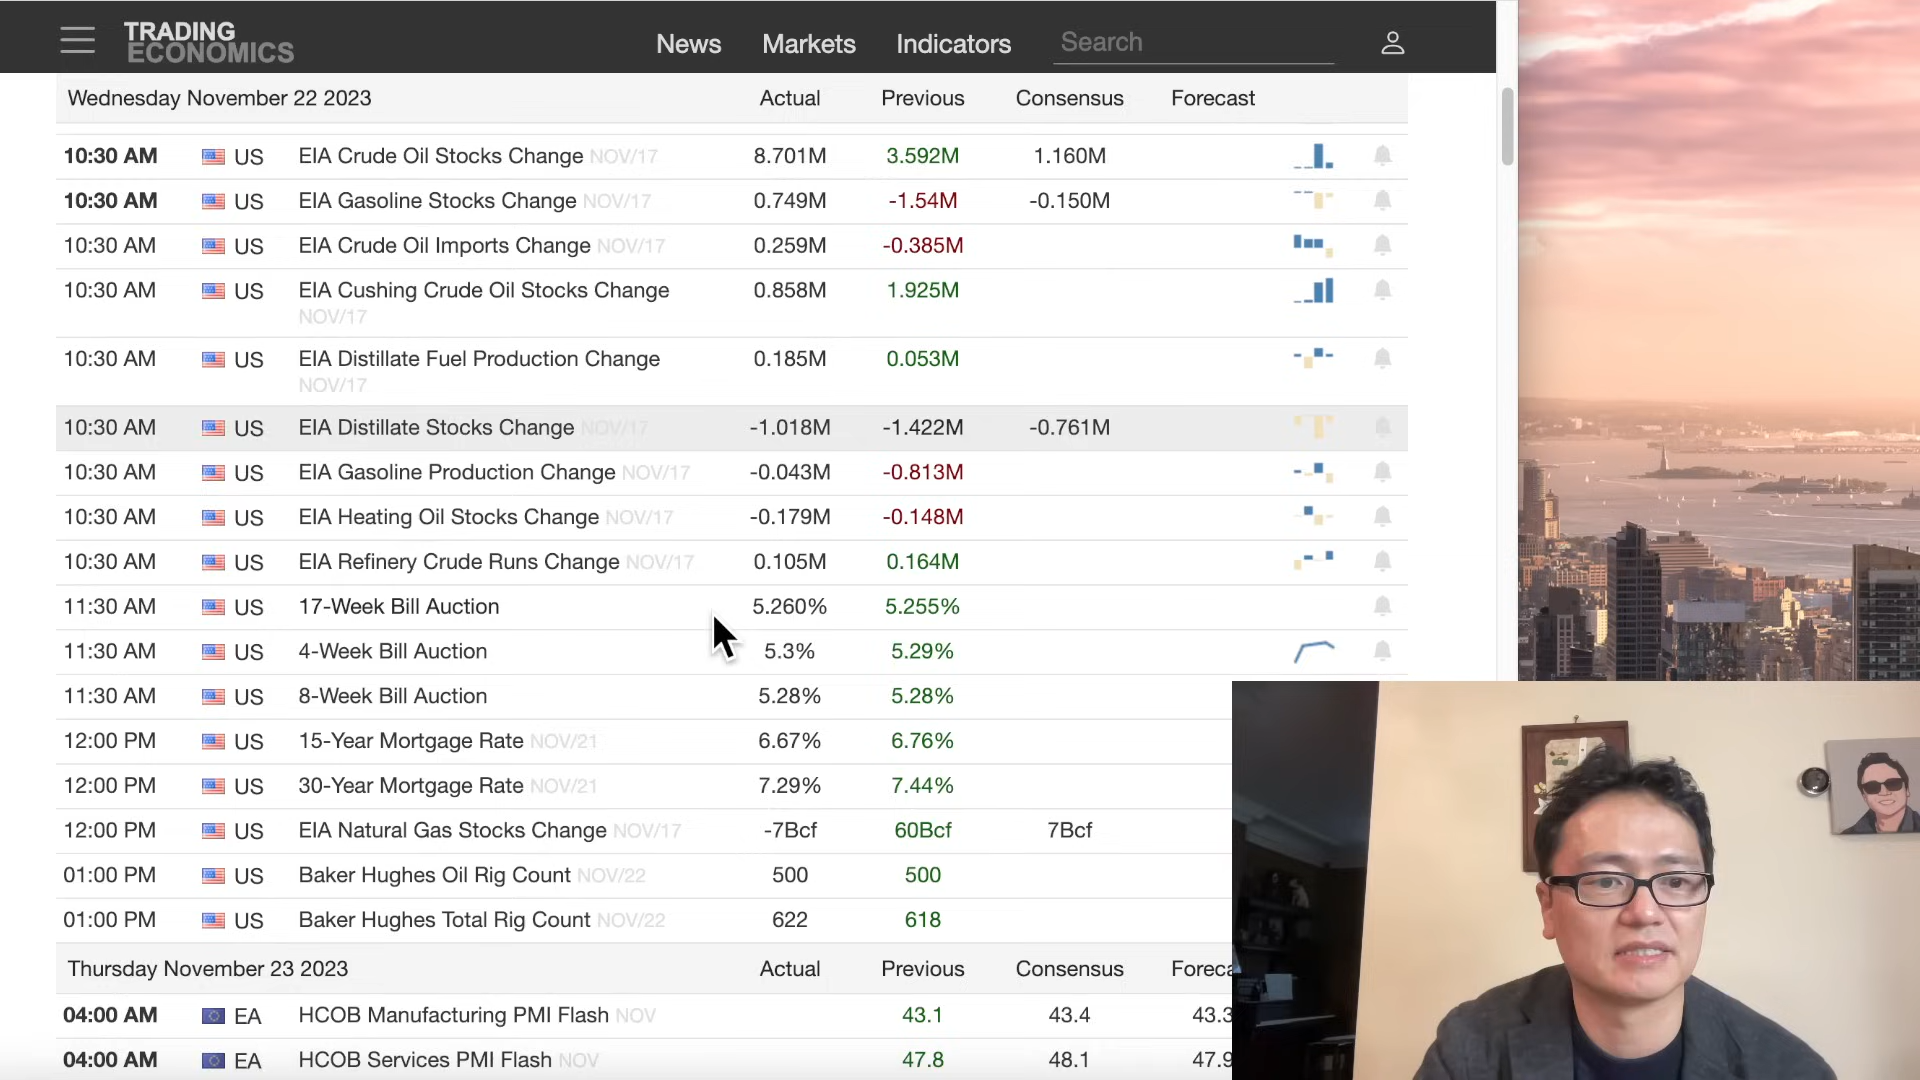 TRADING
ECONOMICS
News Markets Indicators Search
Wednesday November 22 2023 Actual Previous Consensus Forecast
10:30 AM US EIA Crude Oil Stocks Change NOV/17 8.701M 3.592M 1.160M
10:30 AM US EIA Gasoline Stocks Change NOV/17 0.749M -1.54M -0.150M
10:30 AM US EIA Crude Oil Imports Change NOV/17 0.259M -0.385M
10:30 AM US EIA Cushing Crude Oil Stocks Change 0.858M 1.925M
NOV/17
10:30 AM US EIA Distillate Fuel Production Change 0.185M 0.053M
NOV/17
10:30 AM US EIA Distillate Stocks Change NOV/17 -1.018M -1.422M -0.761M
10:30 AM US EIA Gasoline Production Change NOV/17 -0.043M -0.813M
10:30 AM US EIA Heating Oil Stocks Change NOV/17 -0.179M -0.148M
10:30 AM US EIA Refinery Crude Runs Change NOV/17 0.105M 0.164M
11:30 AM US 17-Week Bill Auction 5.260% 5.255%
11:30 AM US 4-Week Bill Auction 5.3% 5.29%
11:30 AM US 8-Week Bill Auction 5.28% 5.28%
12:00 PM US 15-Year Mortgage Rate NOV/21 6.67% 6.76%
12:00 PM US 30-Year Mortgage Rate NOV/21 7.29% 7.44%
12:00 PM US EIA Natural Gas Stocks Change NOV/17 -7Bcf 60Bcf 7Bcf
01:00 PM US Baker Hughes Oil Rig Count NOV/22 500 500
01:00 PM US Baker Hughes Total Rig Count NOV/22 622 618
Thursday November 23 2023 Actual Previous Consensus Foreca
04:00 AM EA HCOB Manufacturing PMI Flash NOV 43.1 43.4 43.3
04:00 AM EA HCOB Services PMI Flash NOV 47.8 48.1 47.9